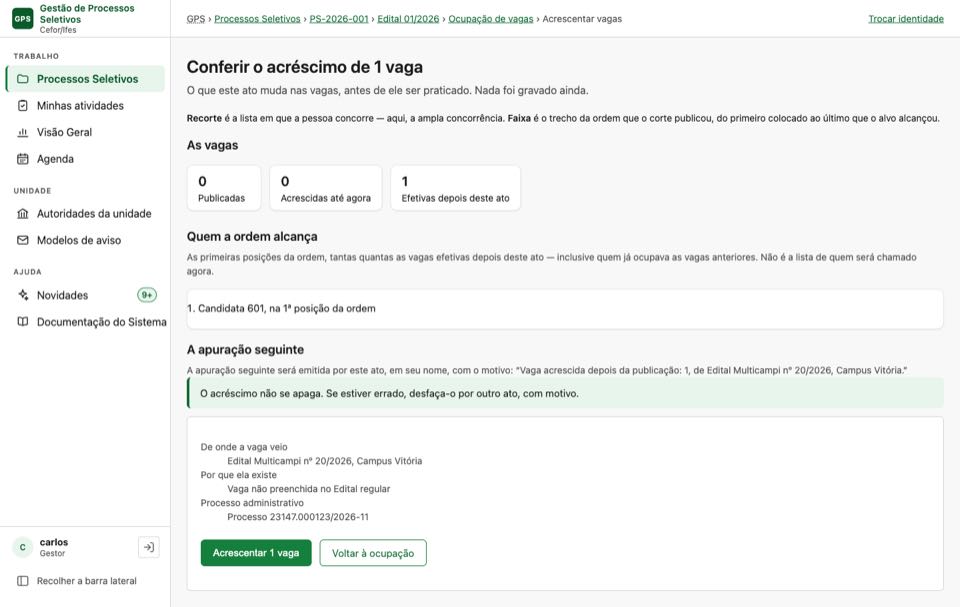 GPS
Gestão de Processos
Seletivos
Cefor/Ifes
TRABALHO
Processos Seletivos
Minhas atividades
Visão Geral
Agenda
UNIDADE
Autoridades da unidade
Modelos de aviso
AJUDA
Novidades 9+
Documentação do Sistema
C
carlos
Gestor
Recolher a barra lateral
GPS › Processos Seletivos › PS-2026-001 › Edital 01/2026 › Ocupação de vagas › Acrescentar vagas
Trocar identidade
Conferir o acréscimo de 1 vaga
O que este ato muda nas vagas, antes de ele ser praticado. Nada foi gravado ainda.
Recorte é a lista em que a pessoa concorre — aqui, a ampla concorrência. Faixa é o trecho da ordem que o corte publicou, do primeiro colocado ao último que o alvo alcançou.
As vagas
0
Publicadas
0
Acrescidas até agora
1
Efetivas depois deste ato
Quem a ordem alcança
As primeiras posições da ordem, tantas quantas as vagas efetivas depois deste ato — inclusive quem já ocupava as vagas anteriores. Não é a lista de quem será chamado
agora.
1. Candidata 601, na 1ª posição da ordem
A apuração seguinte
A apuração seguinte será emitida por este ato, em seu nome, com o motivo: "Vaga acrescida depois da publicação: 1, de Edital Multicampi nº 20/2026, Campus Vitória."
O acréscimo não se apaga. Se estiver errado, desfaça-o por outro ato, com motivo.
De onde a vaga veio
Edital Multicampi nº 20/2026, Campus Vitória
Por que ela existe
Vaga não preenchida no Edital regular
Processo administrativo
Processo 23147.000123/2026-11
Acrescentar 1 vaga
Voltar à ocupação